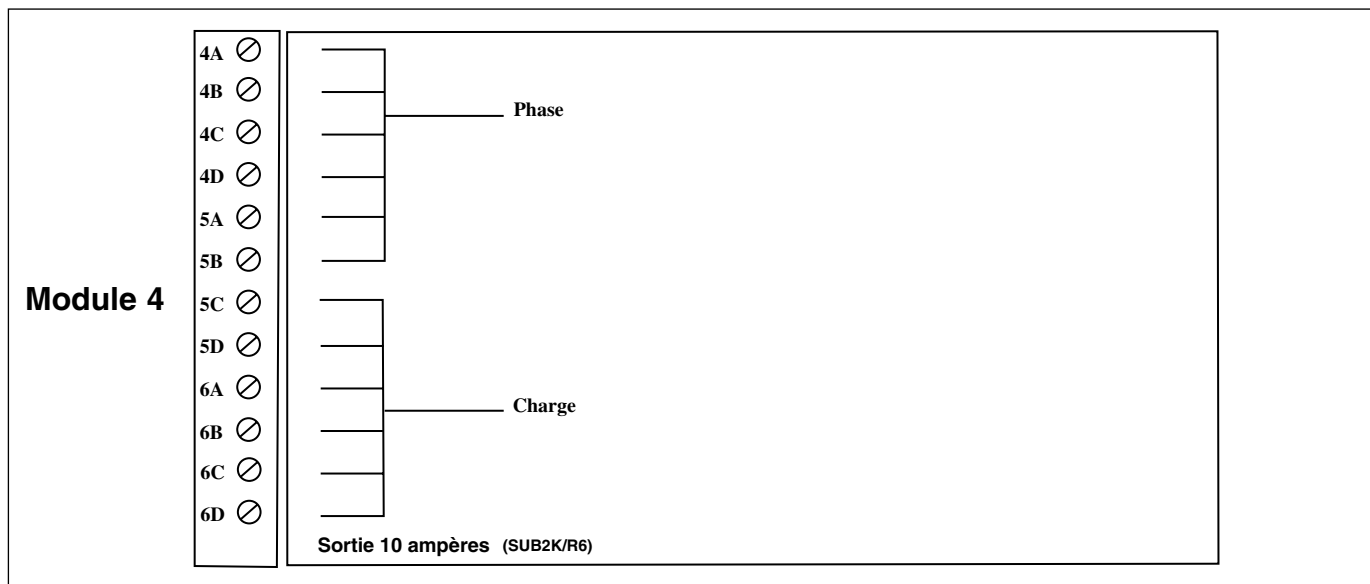 4A
4B
Phase
4C
4D
5A
5B
Module 4
5C
5D
6A
Charge
6B
6C
6D
Sortie 10 ampères (SUB2K/R6)